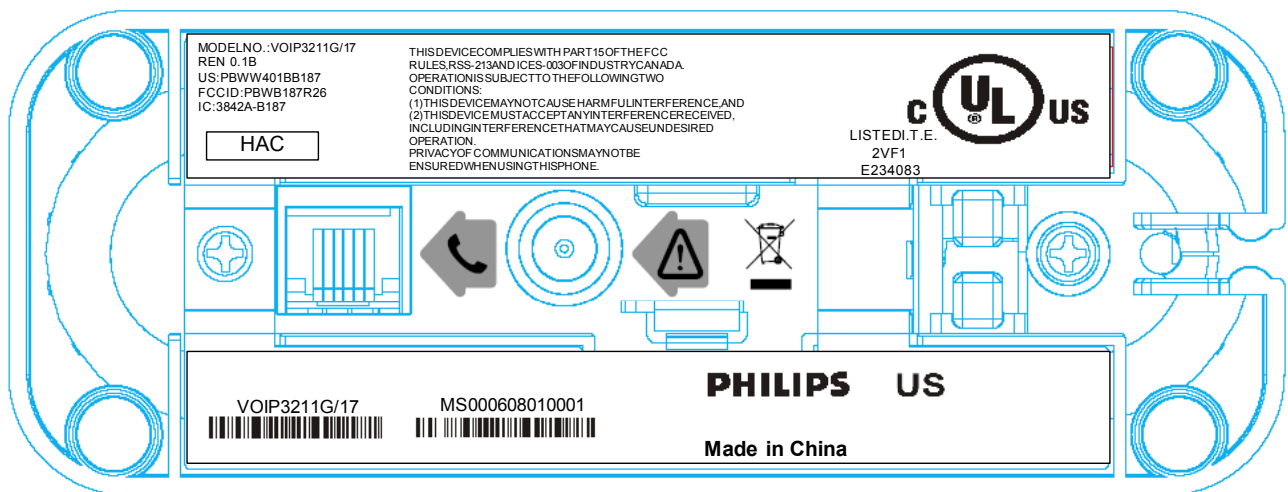 MODELNO.:VOIP3211G/17
REN 0.1B
US:PBWW401BB187
FCCID:PBWB187R26
IC:3842A-B187
HAC
THISDEVICECOMPLIESWITH PART15OFTHEFCC
RULES,RSS-213ANDICES-003OFINDUSTRYCANADA.
OPERATIONISSUBJECTTOTHEFOLLOWINGTWO
CONDITIONS:
(1)THISDEVICEMAYNOTCAUSEHARMFULINTERFERENCE,AND
(2)THISDEVICEMUSTACCEPTANYINTERFERENCERECEIVED,
INCLUDINGINTERFERENCETHATMAYCAUSEUNDESIRED
OPERATION.
PRIVACYOFCOMMUNICATIONSMAYNOTBE
ENSUREDWHENUSINGTHISPHONE.
C UL ® US
LISTEDI.T.E.
2VF1
E234083
PHILIPS US
VOIP3211G/17
MS000608010001
Made in China